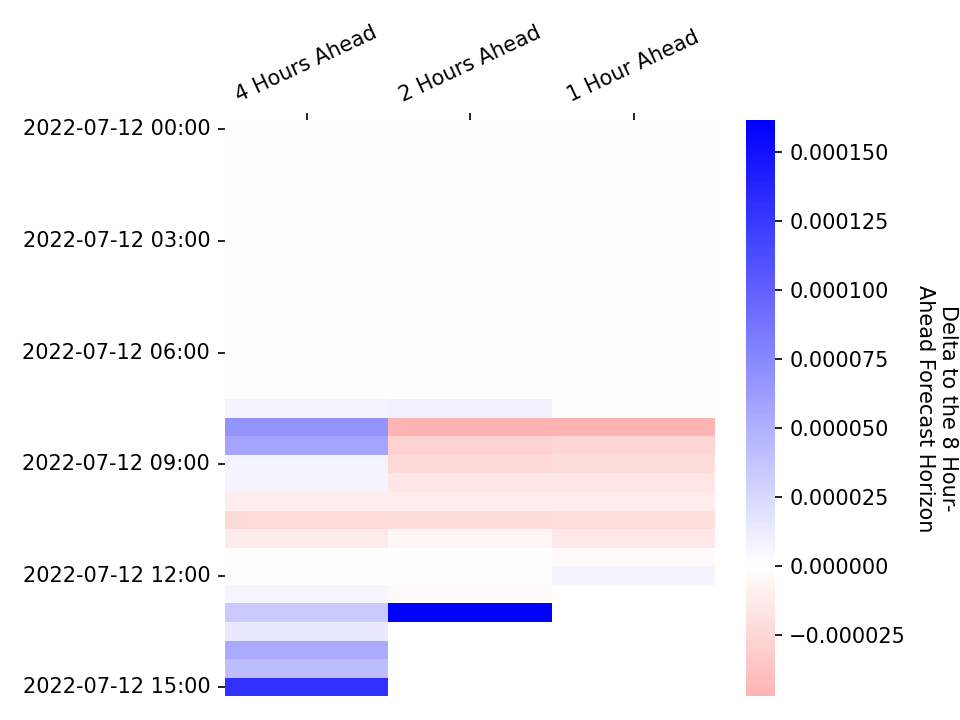 4 Hours Ahead
2 Hours Ahead
1 Hour Ahead
2022-07-12 00:00
2022-07-12 03:00
2022-07-12 06:00
2022-07-12 09:00
2022-07-12 12:00
2022-07-12 15:00
0.000150
0.000125
0.000100
0.000075
0.000050
0.000025
0.000000
−0.000025
Delta to the 8 Hour-
Ahead Forecast Horizon